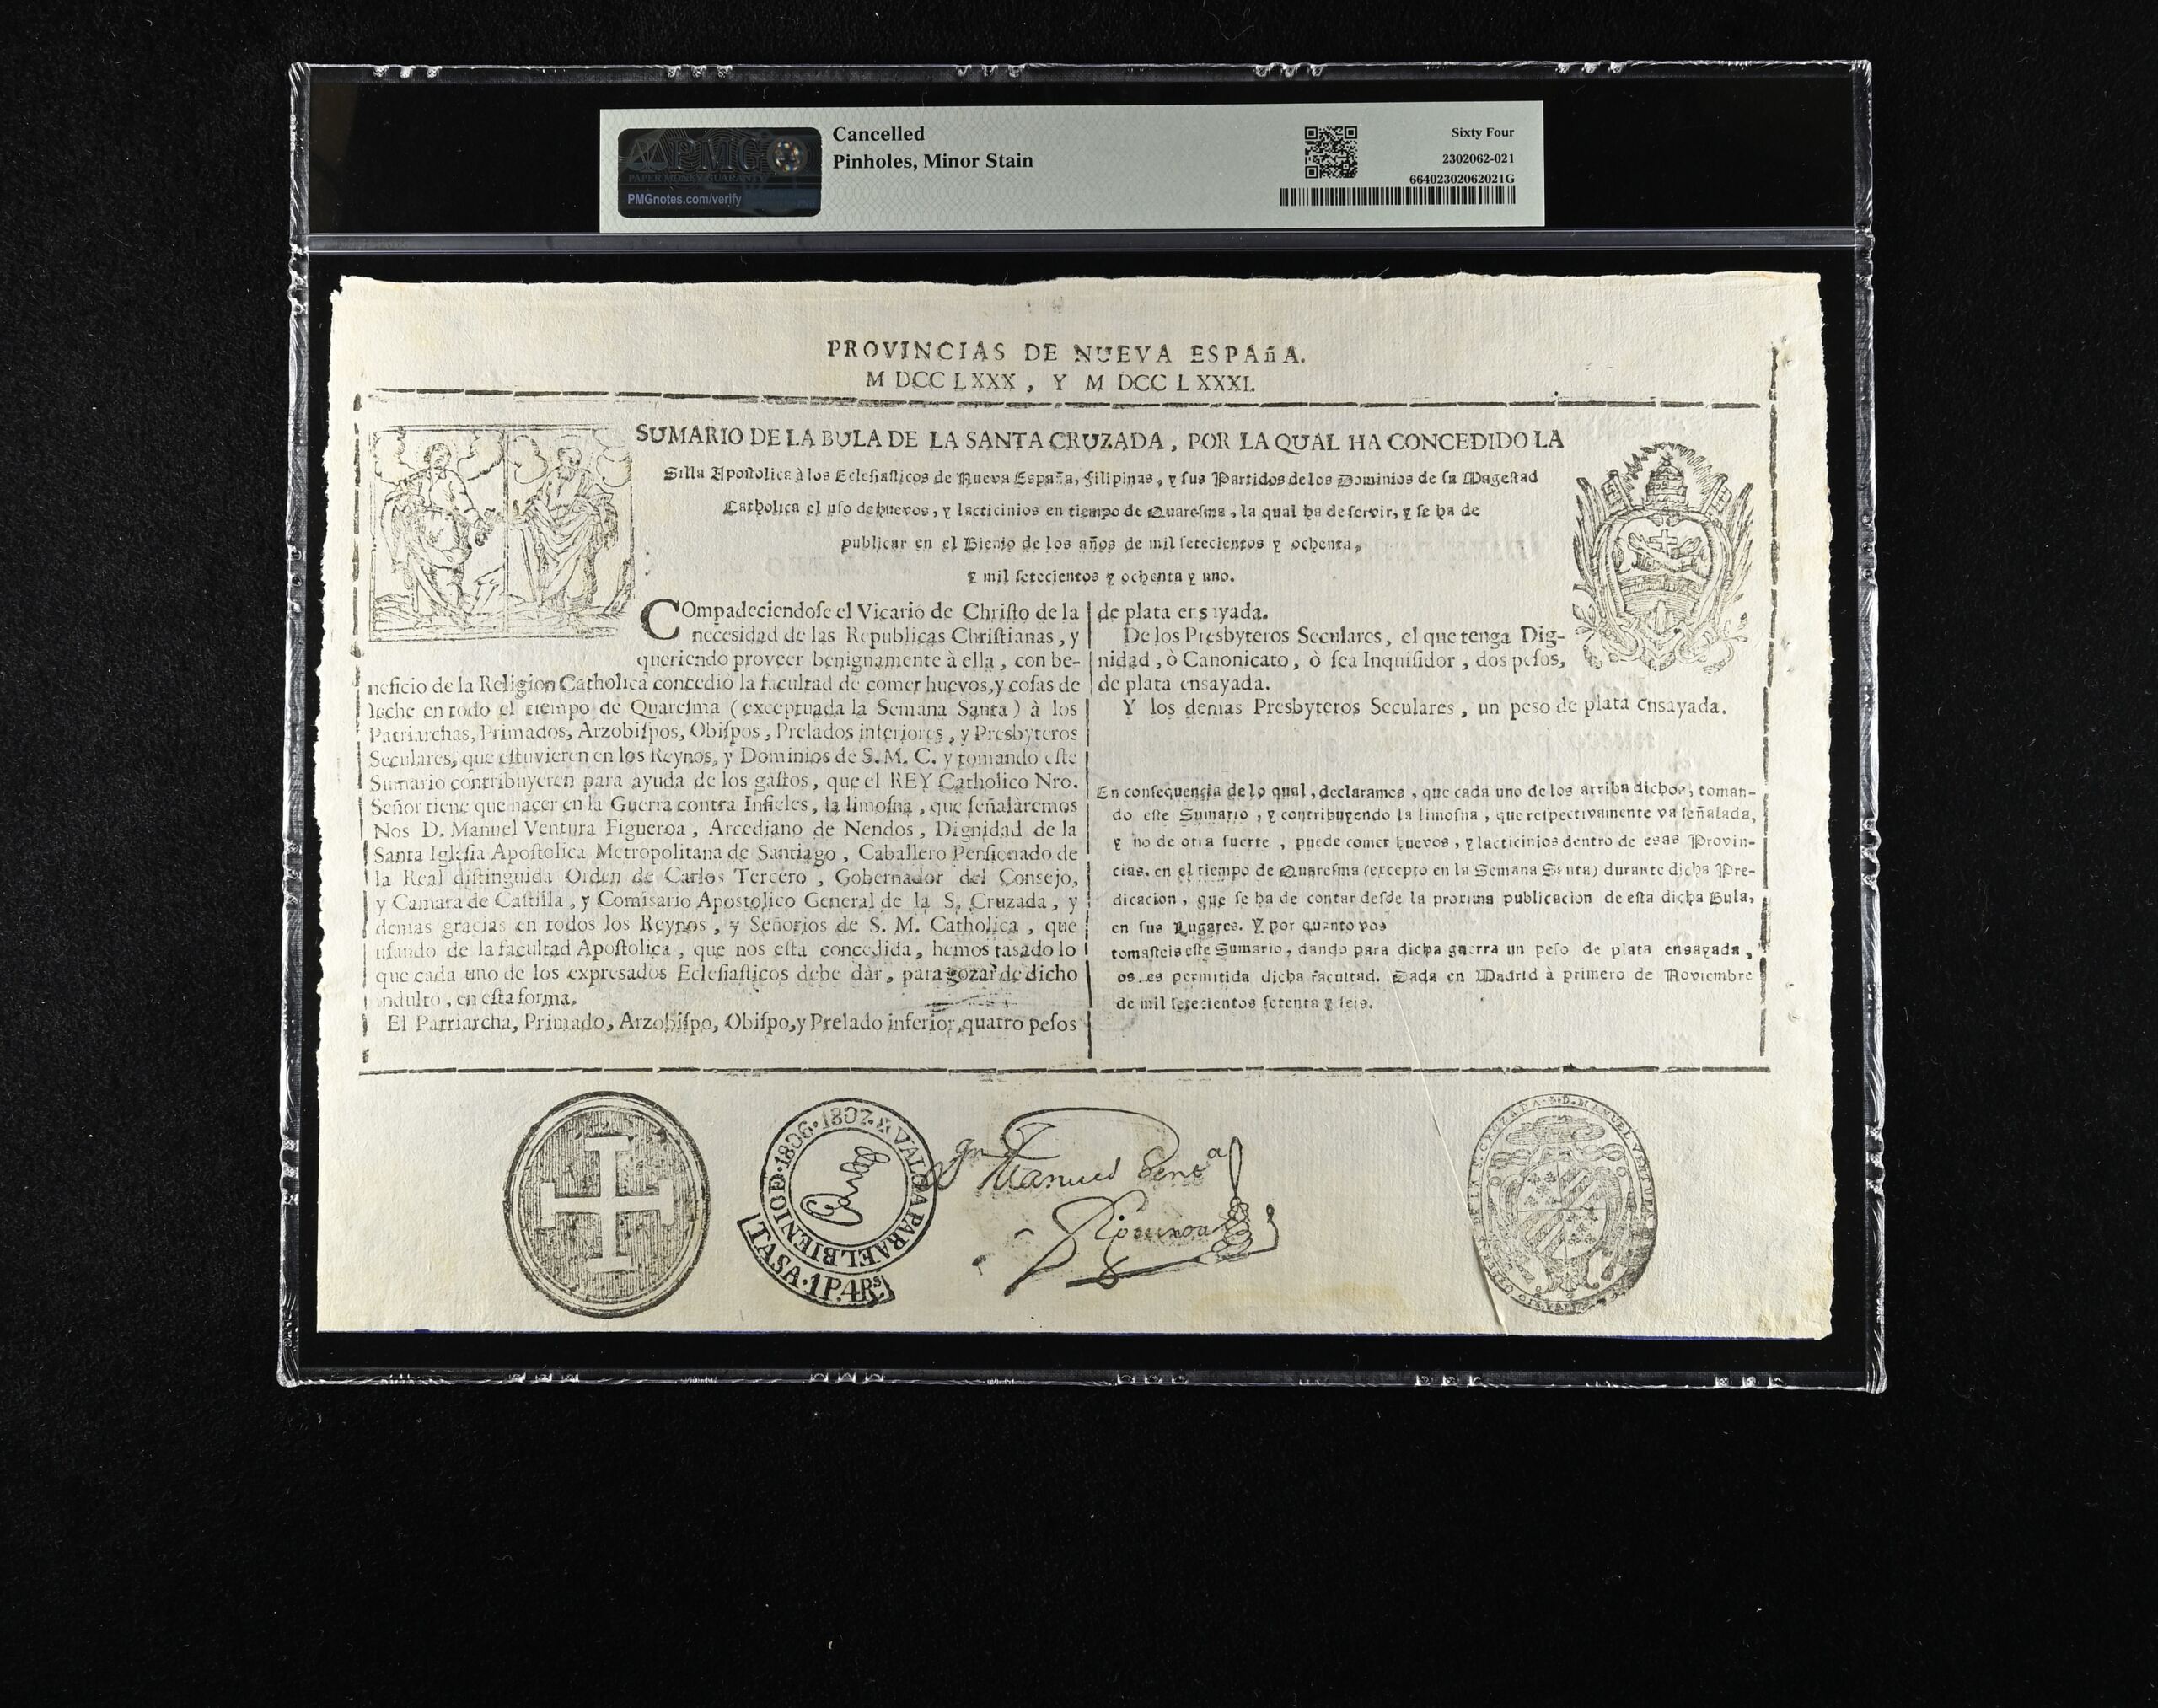 PMG
PAPER MONEY GUARANTY
PMGnotes.com/verify
Cancelled
Pinholes, Minor Stain
Sixty Four
2302062-021
66402302062021G
PROVINCIAS DE NUEVA ESPAñA.
M DCC LXXX, Y M DCC LXXXI.
SUMARIO DE LA BULA DE LA SANTA CRUZADA, POR LA QUAL HA CONCEDIDO LA
Silla Apoſtolica à los Ecleſiaſticos de Nueva España, Filipinas, y ſus Partidos de los Dominios de ſu Mageſtad
Catholica el uſo de huevos, y lacticinios en tiempo de Quareſma, la qual ha de ſervir, y ſe ha de
publicar en el Bienio de los años de mil ſetecientos y ochenta,
y mil ſetecientos y ochenta y uno.
COmpadeciendoſe el Vicario de Chriſto de la
necesidad de las Republicas Chriſtianas, y
queriendo proveer benignamente à ella, con be-
neficio de la Religion Catholica concedio la facultad de comer huevos, y coſas de
leche en todo el tiempo de Quareſma (exceptuada la Semana Santa) à los
Patriarchas, Primados, Arzobiſpos, Obiſpos, Prelados inferiores, y Presbyteros
Seculares, que eſtuvieren en los Reynos, y Dominios de S. M. C. y tomando eſte
Sumario contribuyeren para ayuda de los gaſtos, que el REY Catholico Nro.
Señor tiene que hacer en la Guerra contra Infieles, la limoſna, que ſeñalàremos
Nos D. Manuel Ventura Figueroa, Arcediano de Nendos, Dignidad de la
Santa Igleſia Apoſtolica Metropolitana de Santiago, Caballero Penſionado de
la Real diſtinguida Orden de Carlos Tercero, Gobernador del Consejo,
y Camara de Caſtilla, y Comisario Apostolico General de la S. Cruzada, y
demas gracias en todos los Reynos, y Señorios de S. M. Catholica, que
uſando de la facultad Apoſtolica, que nos eſta concedida, hemos tasado lo
que cada uno de los expresados Ecleſiaſticos debe dàr, para gozar de dicho
indulto, en eſta forma.
El Patriarcha, Primado, Arzobiſpo, Obiſpo, y Prelado inferior, quatro peſos
de plata ensayada.
De los Presbyteros Seculares, el que tenga Dig-
nidad, ò Canonicato, ò ſea Inquiſidor, dos peſos,
de plata ensayada.
Y los demas Presbyteros Seculares, un peso de plata ensayada.
En conſequencia de lo qual, declaramos, que cada uno de los arriba dichos, toman-
do eſte Sumario, y contribuyendo la limoſna, que reſpectivamente va ſeñalada,
y no de otra ſuerte, puede comer huevos, y lacticinios dentro de esas Provin-
cias, en el tiempo de Quareſma (excepto en la Semana Santa) durante dicha Pre-
dicacion, que ſe ha de contar deſde la proxima publicacion de eſta dicha Bula,
en ſus Lugares. Y por quanto vos
tomaſteis eſte Sumario, dando para dicha guerra un peſo de plata ensayada,
os es permitida dicha facultad. Dada en Madrid à primero de Noviembre
de mil ſetecientos ſetenta y ſeis.
VALGA PARA EL BIENIO D 1806. 1807.
TASA. 1P. 4Rs.
Manuel Bent.a
Figueroa
D. MANUEL VENTURA